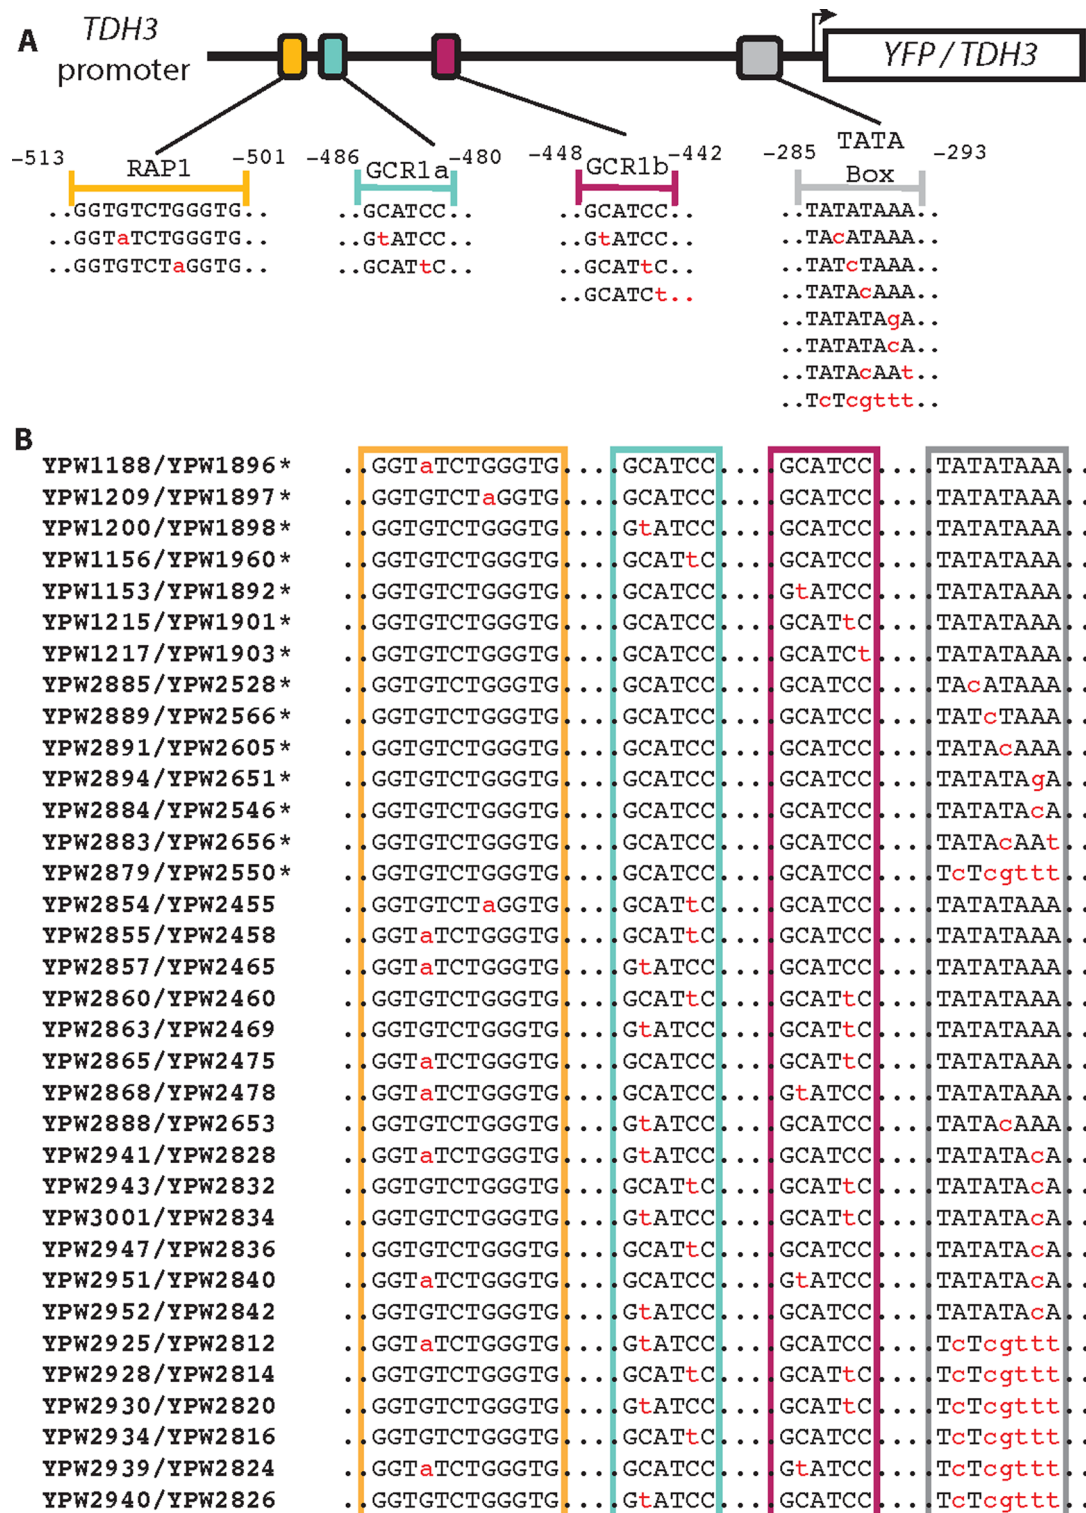 A
TDH3
promoter
YFP / TDH3
-513 RAP1 -501 -486 GCR1a -480 -448 GCR1b -442 -285 TATA Box -293
..GGTGTCTGGGTG.. ..GCATCC.. ..GCATCC.. ..TATATAAA..
..GGTaTCTGGGTG.. ..GtATCC.. ..GtATCC.. ..TAcATAAA..
..GGTGTCTaGGTG.. ..GCATtC.. ..GCATtC.. ..TATcTAAA..
..GCATCt.. ..TATAcAAA..
..TATATAgA..
..TATATAcA..
..TATAcAAt..
..TcTcgttt..
B
YPW1188/YPW1896* ..GGTaTCTGGGTG....GCATCC....GCATCC....TATATAAA..
YPW1209/YPW1897* ..GGTGTCTaGGTG....GCATCC....GCATCC....TATATAAA..
YPW1200/YPW1898* ..GGTGTCTGGGTG....GtATCC....GCATCC....TATATAAA..
YPW1156/YPW1960* ..GGTGTCTGGGTG....GCATtC....GCATCC....TATATAAA..
YPW1153/YPW1892* ..GGTGTCTGGGTG....GCATCC....GtATCC....TATATAAA..
YPW1215/YPW1901* ..GGTGTCTGGGTG....GCATCC....GCATtC....TATATAAA..
YPW1217/YPW1903* ..GGTGTCTGGGTG....GCATCC....GCATCt....TATATAAA..
YPW2885/YPW2528* ..GGTGTCTGGGTG....GCATCC....GCATCC....TAcATAAA..
YPW2889/YPW2566* ..GGTGTCTGGGTG....GCATCC....GCATCC....TATcTAAA..
YPW2891/YPW2605* ..GGTGTCTGGGTG....GCATCC....GCATCC....TATAcAAA..
YPW2894/YPW2651* ..GGTGTCTGGGTG....GCATCC....GCATCC....TATATAgA..
YPW2884/YPW2546* ..GGTGTCTGGGTG....GCATCC....GCATCC....TATATAcA..
YPW2883/YPW2656* ..GGTGTCTGGGTG....GCATCC....GCATCC....TATAcAAt..
YPW2879/YPW2550* ..GGTGTCTGGGTG....GCATCC....GCATCC....TcTcgttt..
YPW2854/YPW2455 ..GGTGTCTaGGTG....GCATtC....GCATCC....TATATAAA..
YPW2855/YPW2458 ..GGTaTCTGGGTG....GCATtC....GCATCC....TATATAAA..
YPW2857/YPW2465 ..GGTaTCTGGGTG....GtATCC....GCATCC....TATATAAA..
YPW2860/YPW2460 ..GGTGTCTGGGTG....GCATtC....GCATtC....TATATAAA..
YPW2863/YPW2469 ..GGTGTCTGGGTG....GtATCC....GCATtC....TATATAAA..
YPW2865/YPW2475 ..GGTaTCTGGGTG....GCATCC....GCATtC....TATATAAA..
YPW2868/YPW2478 ..GGTaTCTGGGTG....GCATCC....GtATCC....TATATAAA..
YPW2888/YPW2653 ..GGTGTCTGGGTG....GtATCC....GCATCC....TATAcAAA..
YPW2941/YPW2828 ..GGTaTCTGGGTG....GtATCC....GCATCC....TATATAcA..
YPW2943/YPW2832 ..GGTGTCTGGGTG....GCATtC....GCATtC....TATATAcA..
YPW3001/YPW2834 ..GGTGTCTGGGTG....GtATCC....GCATtC....TATATAcA..
YPW2947/YPW2836 ..GGTGTCTGGGTG....GCATtC....GCATCC....TATATAcA..
YPW2951/YPW2840 ..GGTaTCTGGGTG....GCATCC....GtATCC....TATATAcA..
YPW2952/YPW2842 ..GGTGTCTGGGTG....GtATCC....GCATCC....TATATAcA..
YPW2925/YPW2812 ..GGTaTCTGGGTG....GtATCC....GCATCC....TcTcgttt..
YPW2928/YPW2814 ..GGTGTCTGGGTG....GCATtC....GCATtC....TcTcgttt..
YPW2930/YPW2820 ..GGTGTCTGGGTG....GtATCC....GCATtC....TcTcgttt..
YPW2934/YPW2816 ..GGTGTCTGGGTG....GCATtC....GCATCC....TcTcgttt..
YPW2939/YPW2824 ..GGTaTCTGGGTG....GCATCC....GtATCC....TcTcgttt..
YPW2940/YPW2826 ..GGTGTCTGGGTG....GtATCC....GCATCC....TcTcgttt..